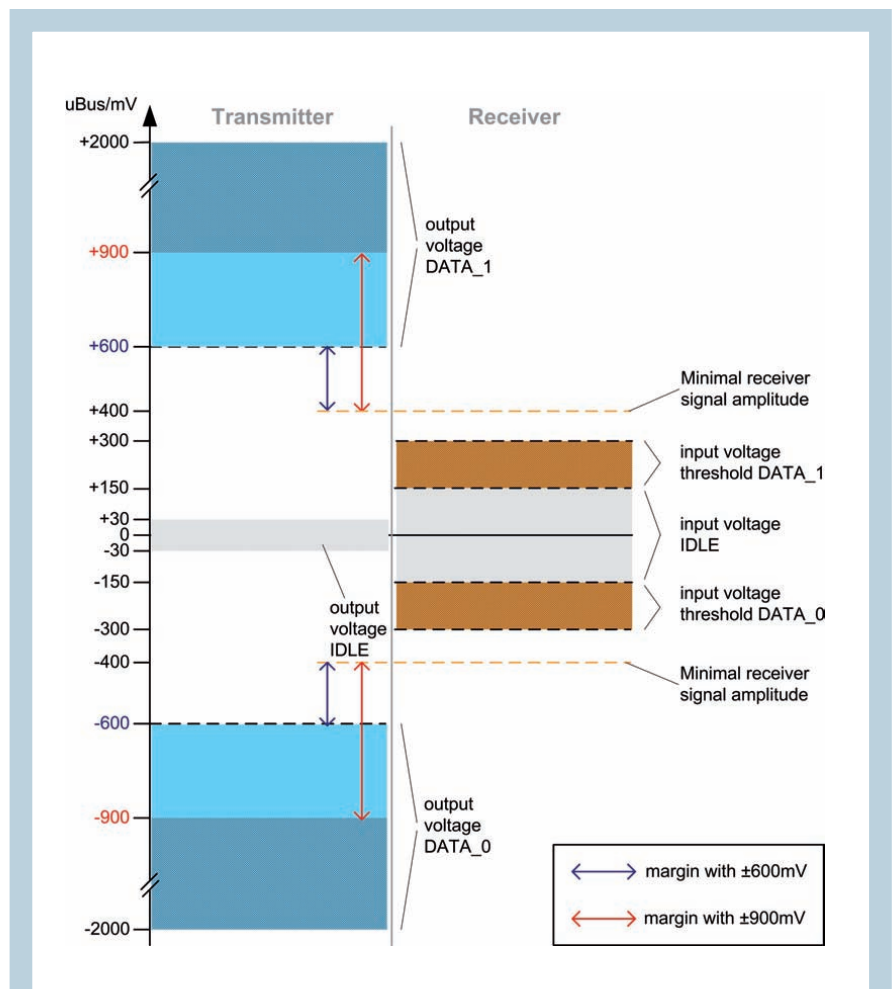 uBus/mV
Transmitter
Receiver
+2000
output
voltage
DATA_1
+900
+600
Minimal receiver
signal amplitude
+400
+300
input voltage
threshold DATA_1
+150
+30
0
-30
input voltage
IDLE
-150
input voltage
threshold DATA_0
output
voltage
IDLE
-300
-400
Minimal receiver
signal amplitude
-600
-900
output
voltage
DATA_0
-2000
margin with ±600mV
margin with ±900mV